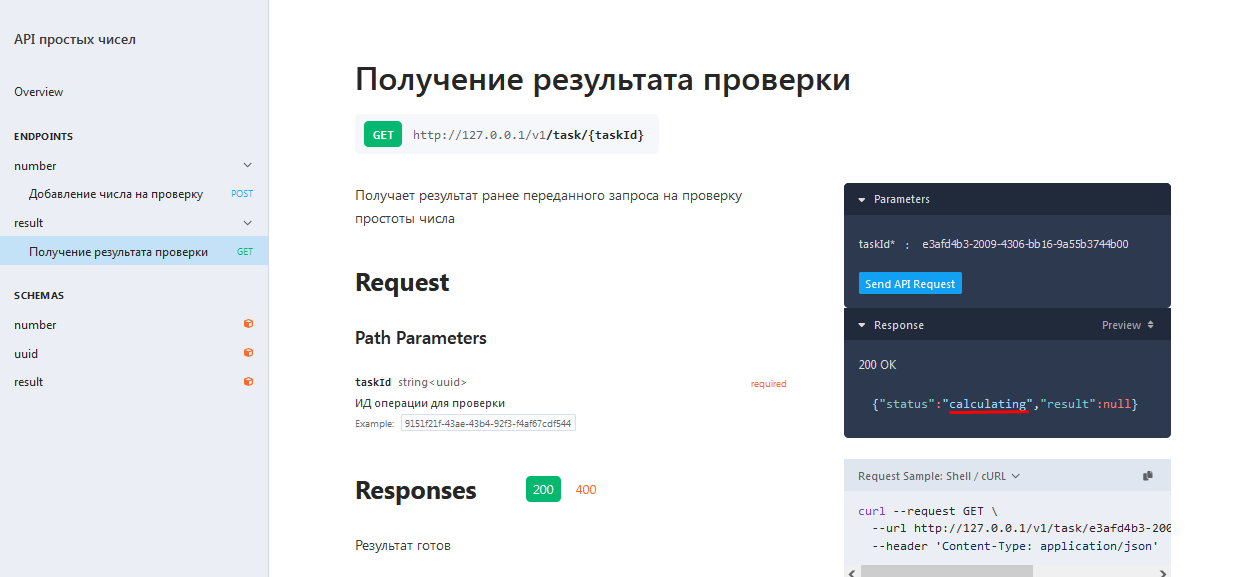 API простых чисел
Overview
ENDPOINTS
number
Добавление числа на проверку POST
result
Получение результата проверки GET
SCHEMAS
number
uuid
result
Получение результата проверки
GET http://127.0.0.1/v1/task/{taskId}
Получает результат ранее переданного запроса на проверку
простоты числа
Request
Path Parameters
taskId string<uuid> required
ИД операции для проверки
Example: 9151f21f-43ae-43b4-92f3-f4af67cdf544
Responses 200 400
Результат готов
Parameters
taskId* : e3afd4b3-2009-4306-bb16-9a55b3744b00
Send API Request
Response Preview
200 OK
{"status":"calculating","result":null}
Request Sample: Shell / cURL
curl --request GET \
--url http://127.0.0.1/v1/task/e3afd4b3-200
--header 'Content-Type: application/json'